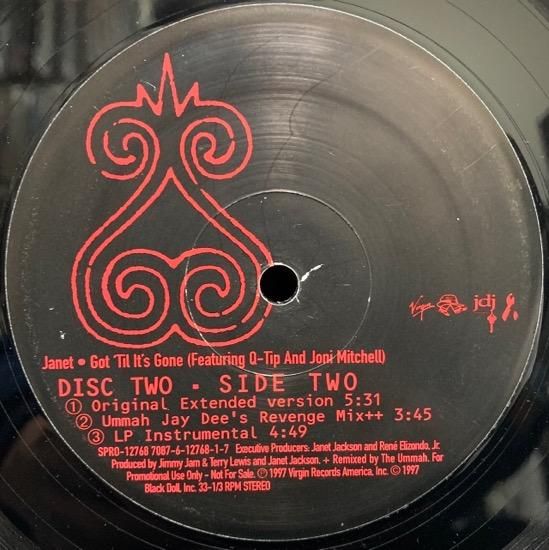 Virgin jdj
Janet • Got 'Til It's Gone (Featuring Q-Tip And Joni Mitchell)
DISC TWO - SIDE TWO
① Original Extended version 5:31
② Ummah Jay Dee's Revenge Mix++ 3:45
③ LP Instrumental 4:49
SPRO-12768 7087-6-12768-1-7 Executive Producers: Janet Jackson and René Elizondo, Jr.
Produced by Jimmy Jam & Terry Lewis and Janet Jackson. + Remixed by The Ummah. For
Promotional Use Only - Not For Sale. ℗ 1997 Virgin Records America, Inc. © 1997
Black Doll, Inc. 33-1/3 RPM STEREO